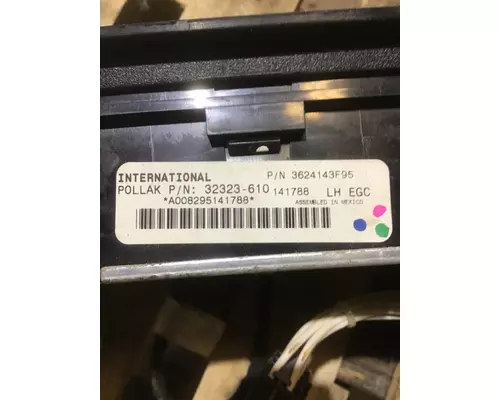 INTERNATIONAL P/N 3624143F95
POLLAK P/N: 32323-610 141788 LH EGC
*A008295141788* ASSEMBLED IN MEXICO